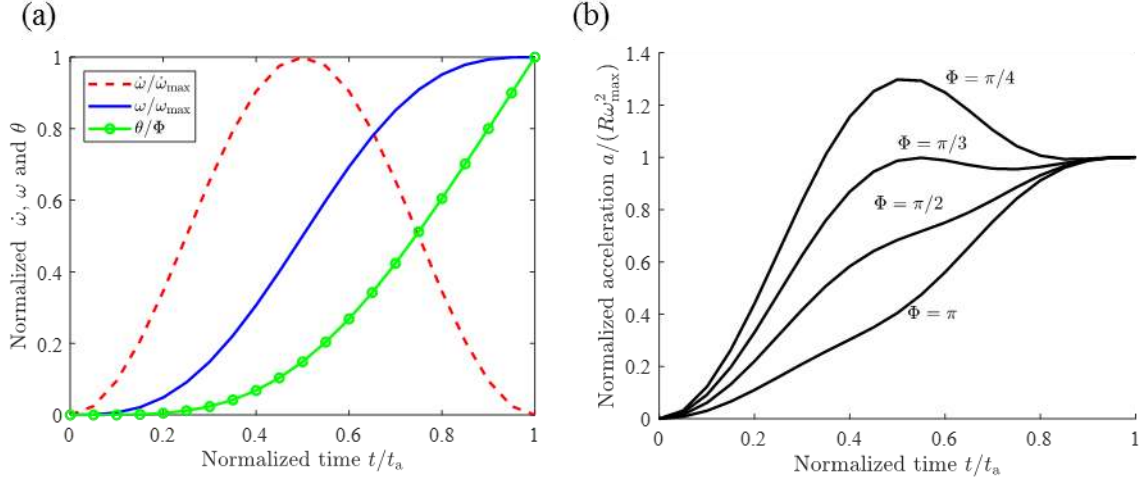 (a)
Normalized ω̇, ω and θ
1
0.8
0.6
0.4
0.2
0
ω̇/ω̇max
ω/ωmax
θ/Φ
0
0.2
0.4
0.6
0.8
1
Normalized time t/ta
(b)
Normalized acceleration a/(Rω²max)
1.4
1.2
1
0.8
0.6
0.4
0.2
0
Φ = π/4
Φ = π/3
Φ = π/2
Φ = π
0
0.2
0.4
0.6
0.8
1
Normalized time t/ta